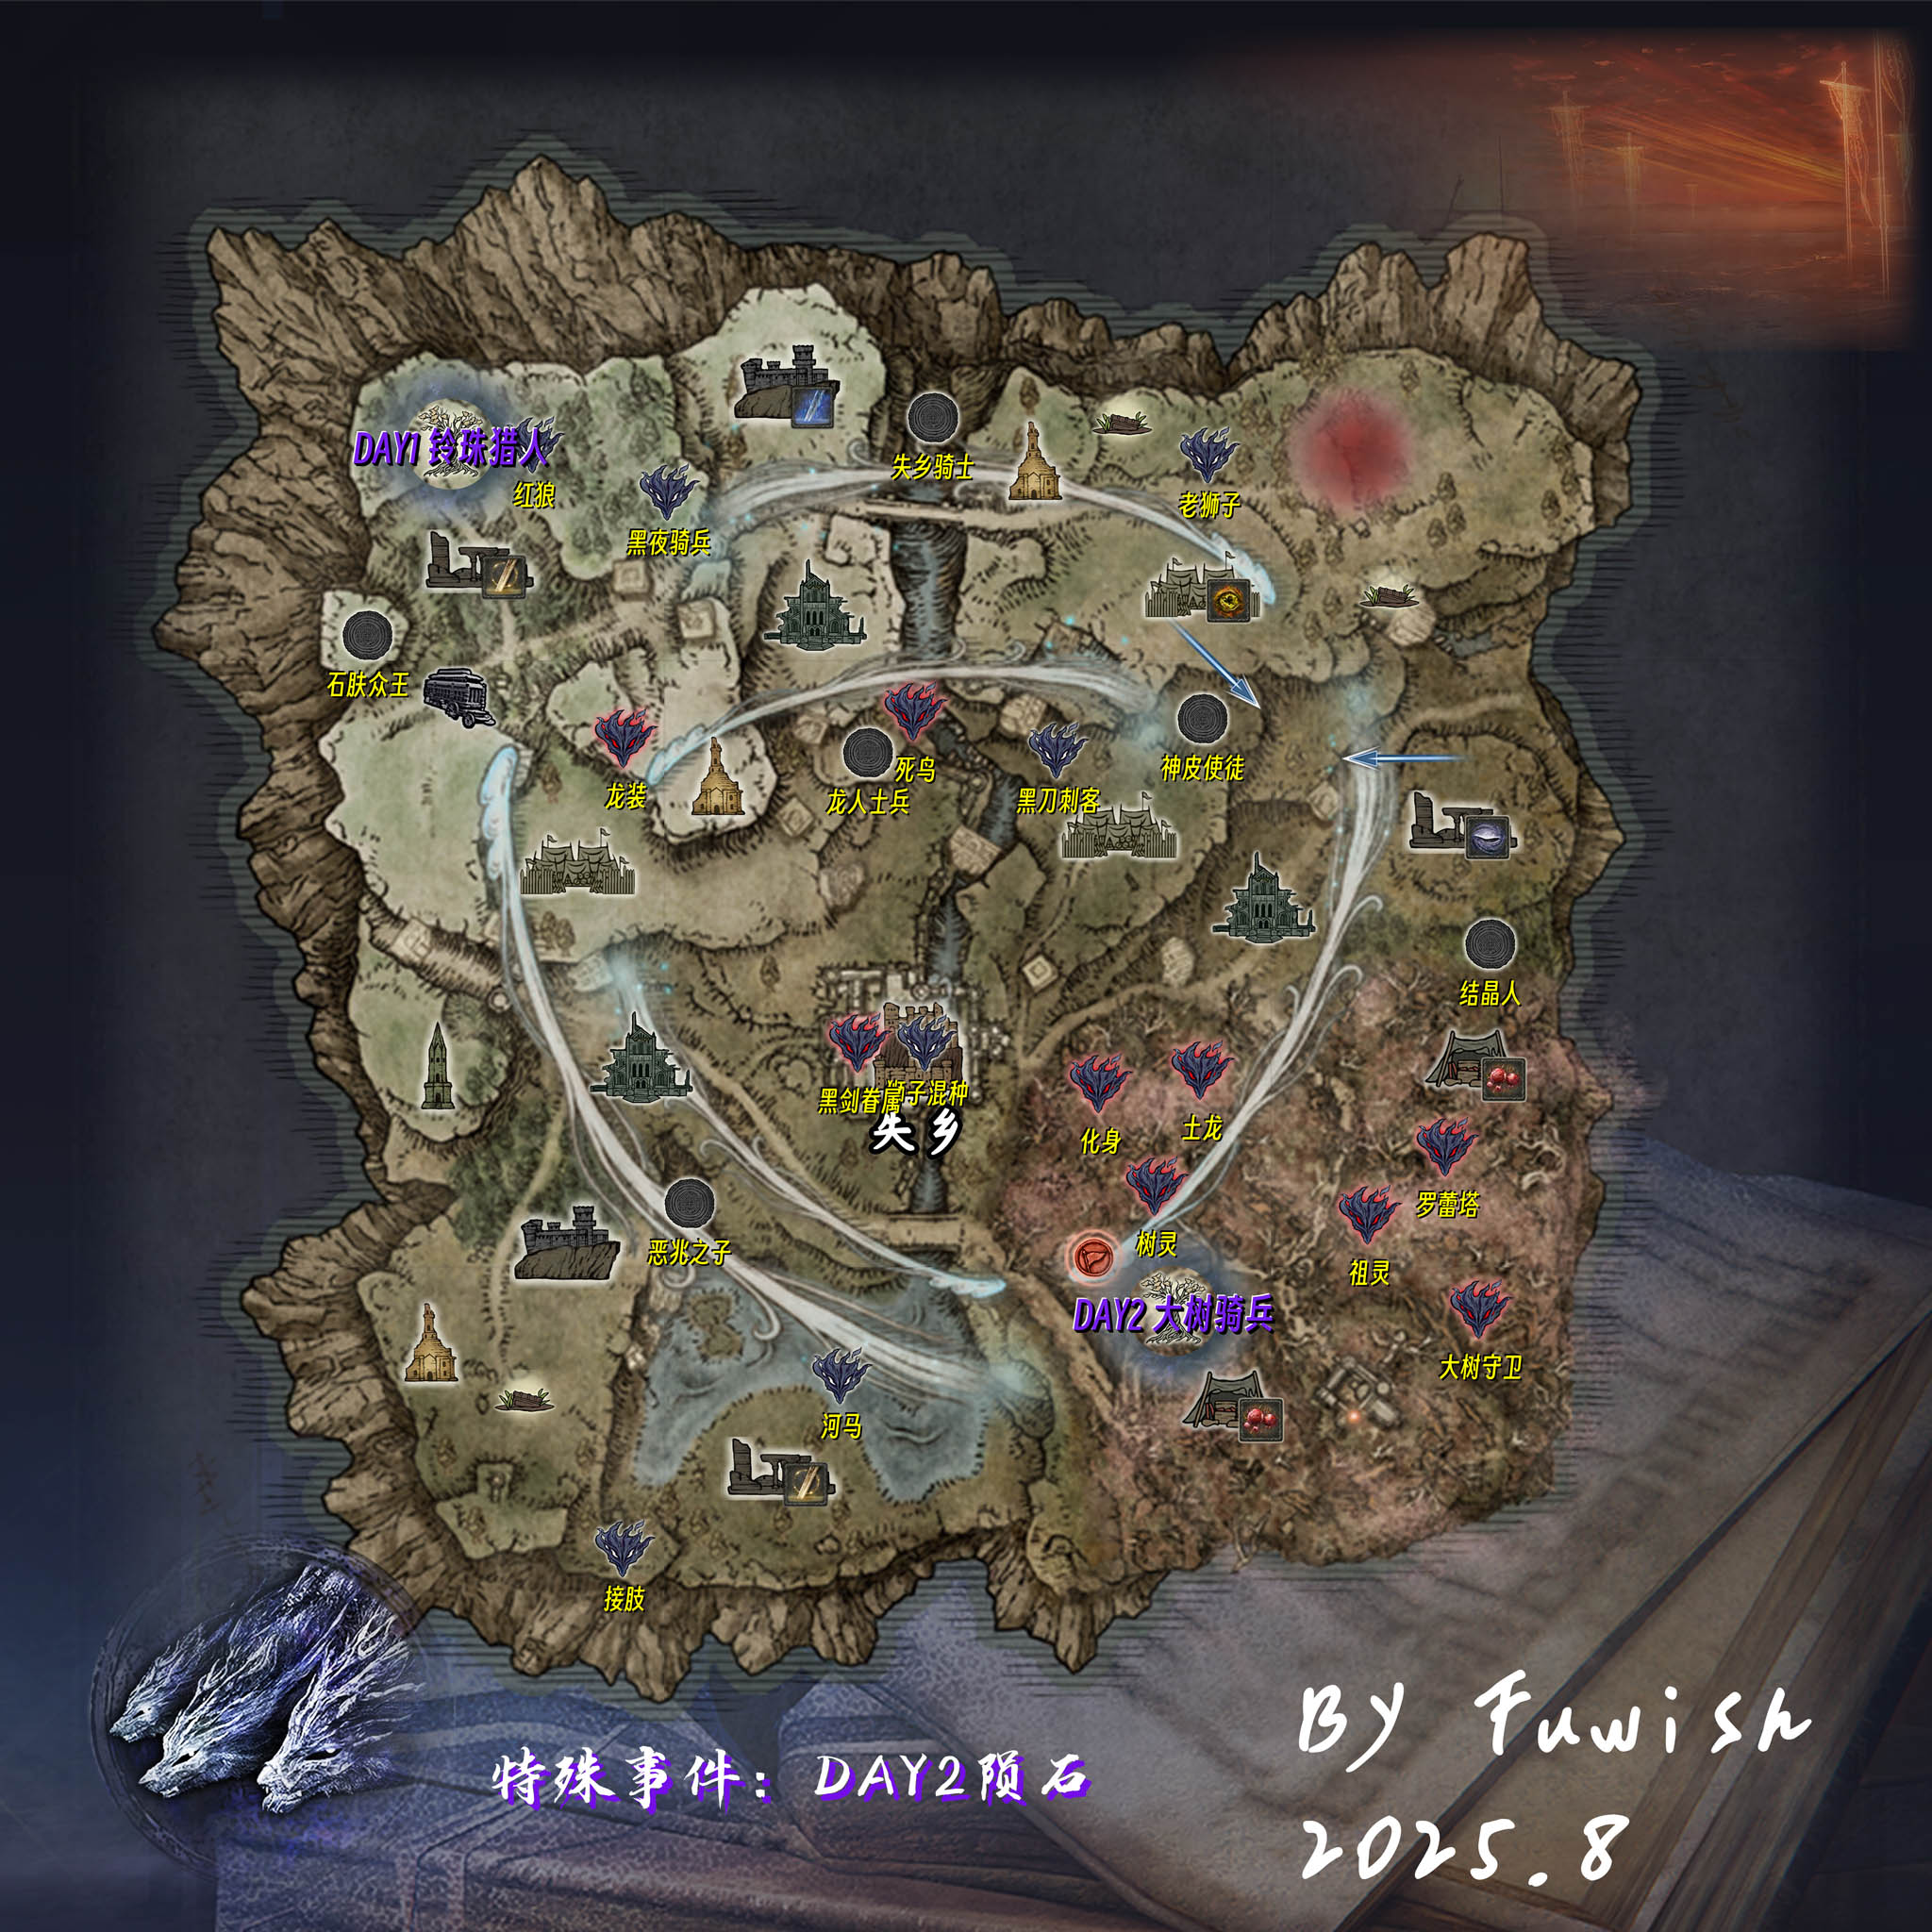 DAY1 铃珠猎人
红狼
失乡骑士
老狮子
黑夜骑兵
石肤众王
龙装
死鸟
龙人士兵
黑刀刺客
神皮使徒
结晶人
黑剑眷属
狮子混种
失乡
化身
土龙
罗蕾塔
树灵
祖灵
恶兆之子
DAY2 大树骑兵
大树守卫
河马
接肢
特殊事件：DAY2陨石
By Fuwish
2025.8